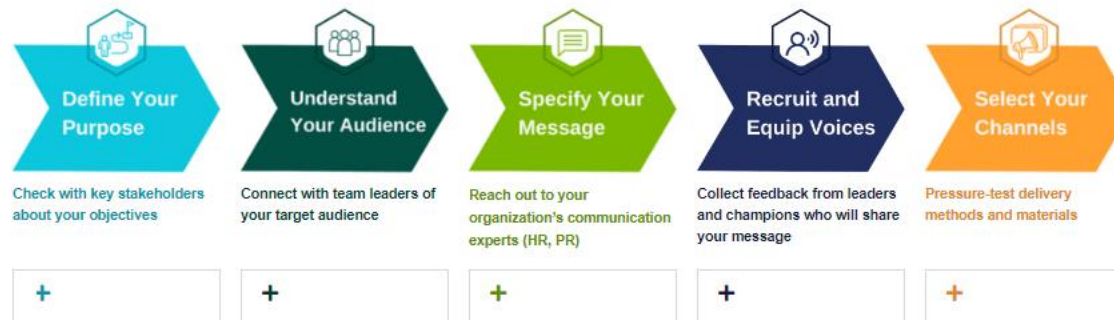 Define Your
Purpose
Understand
Your Audience
Specify Your
Message
Recruit and
Equip Voices
Select Your
Channels
Check with key stakeholders
about your objectives
Connect with team leaders of
your target audience
Reach out to your
organization's communication
experts (HR, PR)
Collect feedback from leaders
and champions who will share
your message
Pressure-test delivery
methods and materials
+
+
+
+
+